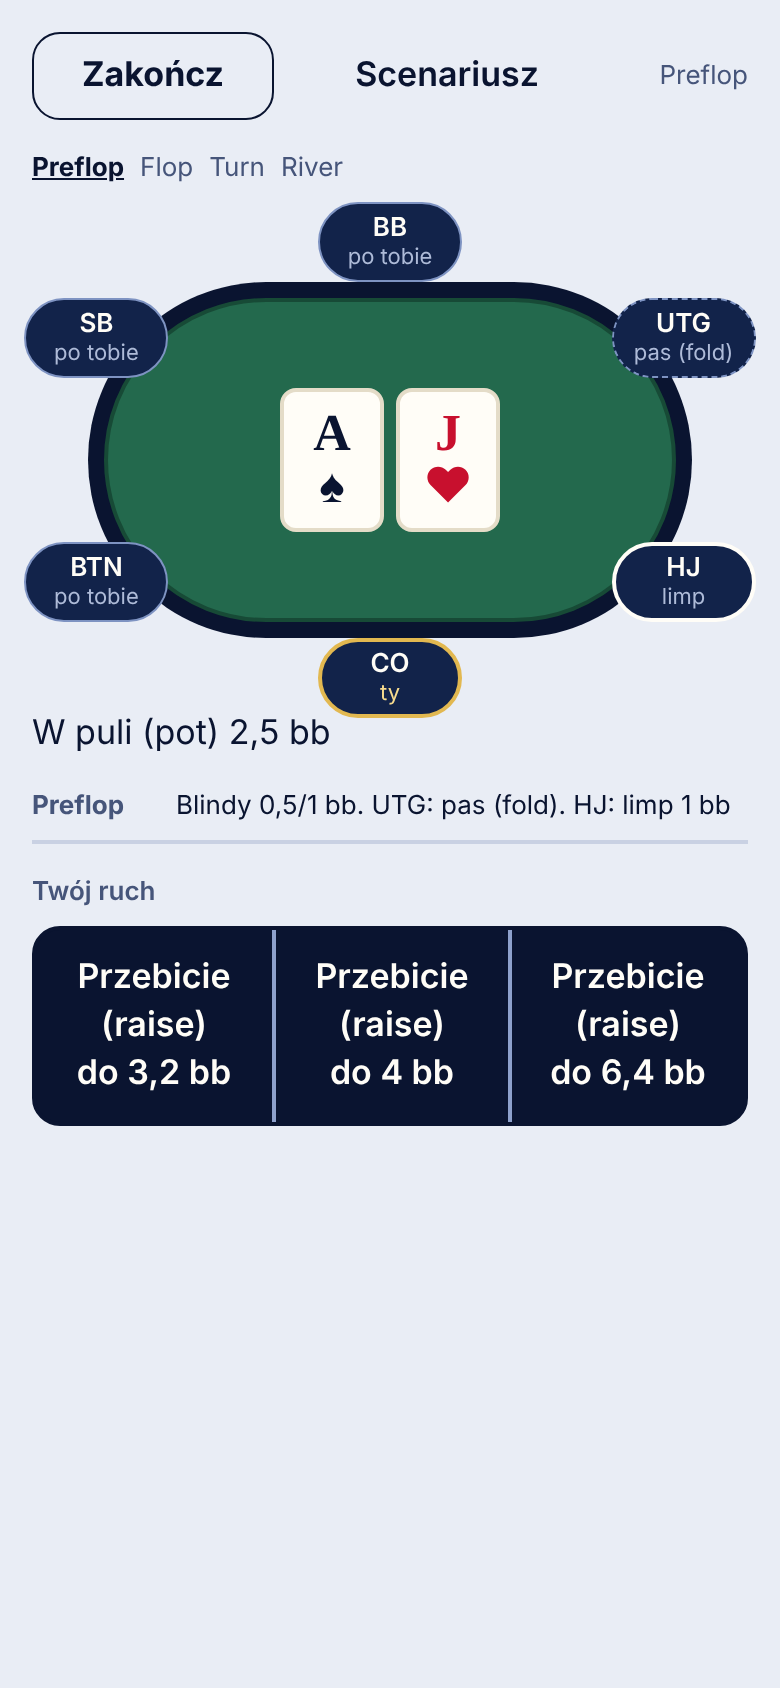 Zakończ
Scenariusz
Preflop
Preflop Flop Turn River
BB
po tobie
SB
po tobie
UTG
pas (fold)
A
♠
J
♥
BTN
po tobie
HJ
limp
CO
ty
W puli (pot) 2,5 bb
Preflop
Blindy 0,5/1 bb. UTG: pas (fold). HJ: limp 1 bb
Twój ruch
Przebicie
(raise)
do 3,2 bb
Przebicie
(raise)
do 4 bb
Przebicie
(raise)
do 6,4 bb